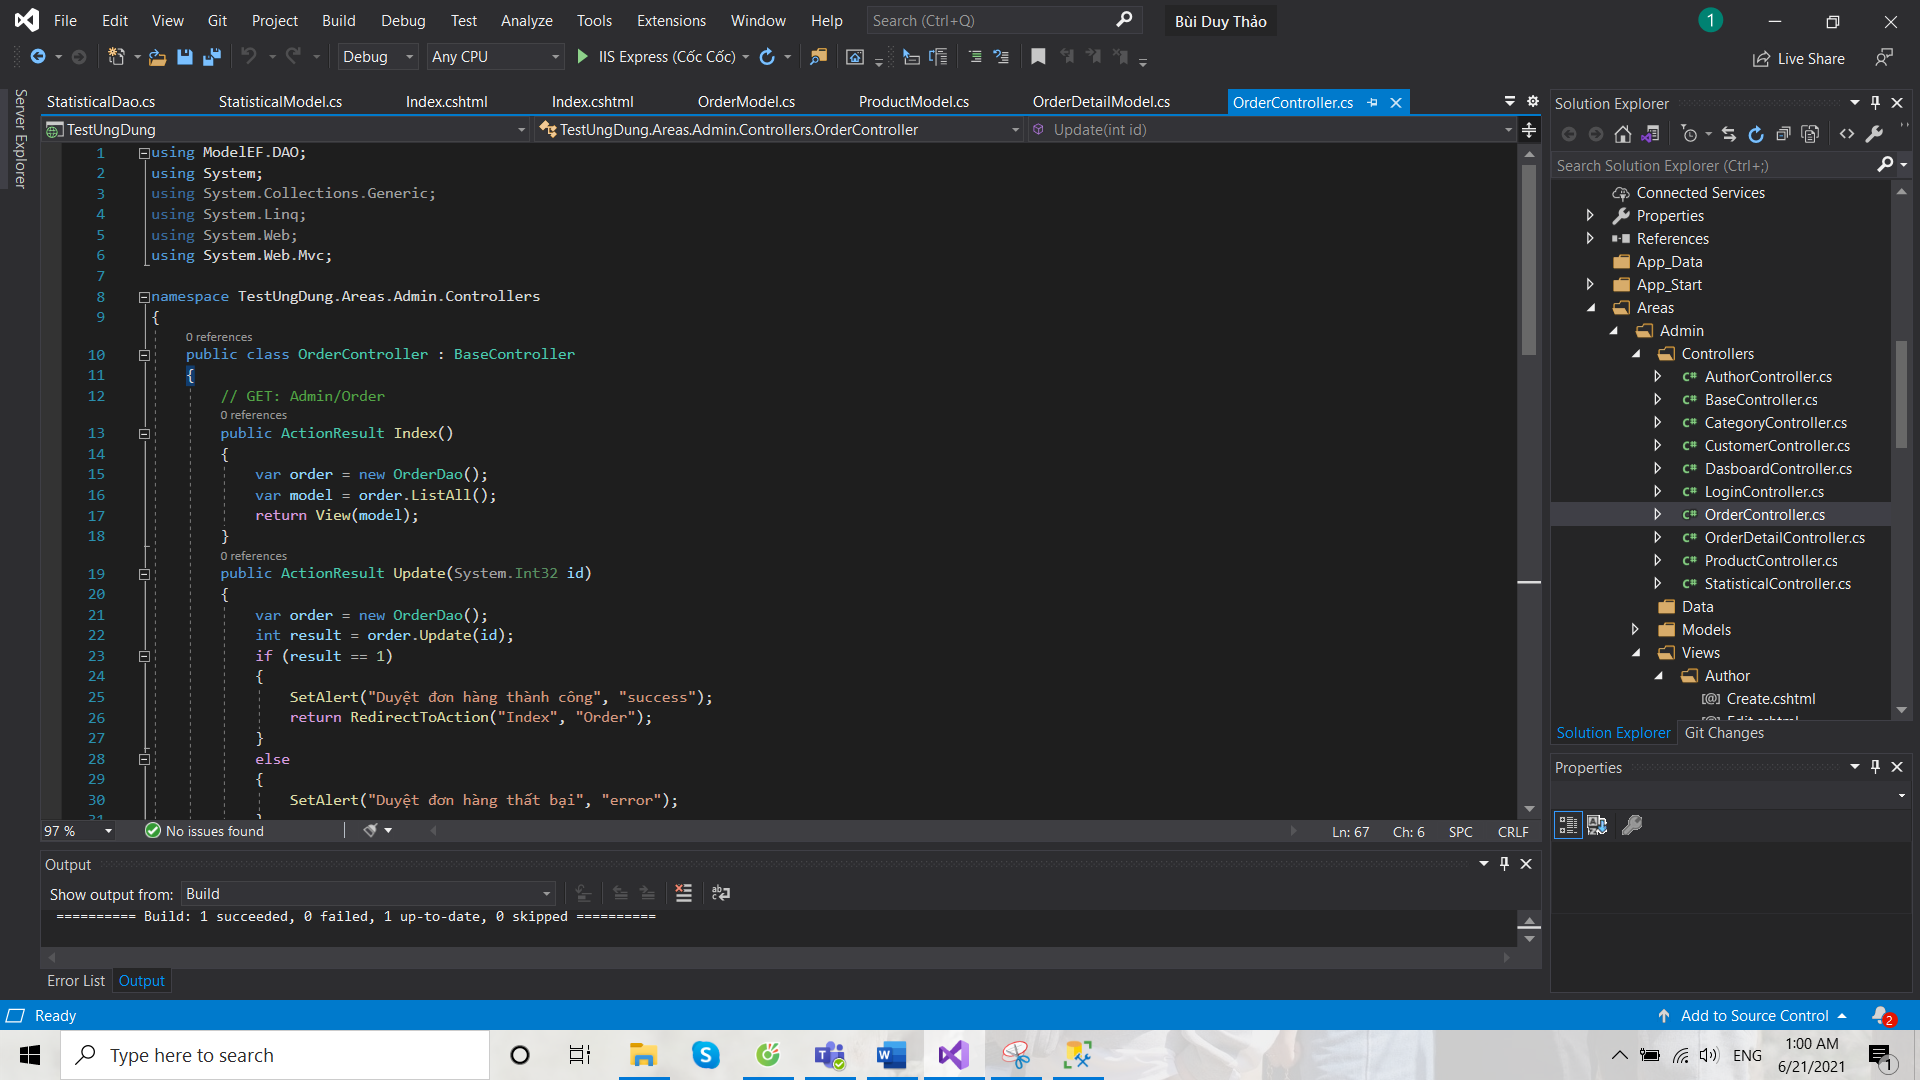 File Edit View Git Project Build Debug Test Analyze Tools Extensions Window Help Search (Ctrl+Q) Bùi Duy Thảo 1
Debug Any CPU IIS Express (Cốc Cốc) Live Share
Server Explorer
StatisticalDao.cs StatisticalModel.cs Index.cshtml Index.cshtml OrderModel.cs ProductModel.cs OrderDetailModel.cs OrderController.cs
TestUngDung TestUngDung.Areas.Admin.Controllers.OrderController Update(int id)
1 using ModelEF.DAO;
2 using System;
3 using System.Collections.Generic;
4 using System.Linq;
5 using System.Web;
6 using System.Web.Mvc;
7
8 namespace TestUngDung.Areas.Admin.Controllers
9 {
0 references
10 public class OrderController : BaseController
11 {
12 // GET: Admin/Order
0 references
13 public ActionResult Index()
14 {
15 var order = new OrderDao();
16 var model = order.ListAll();
17 return View(model);
18 }
0 references
19 public ActionResult Update(System.Int32 id)
20 {
21 var order = new OrderDao();
22 int result = order.Update(id);
23 if (result == 1)
24 {
25 SetAlert("Duyệt đơn hàng thành công", "success");
26 return RedirectToAction("Index", "Order");
27 }
28 else
29 {
30 SetAlert("Duyệt đơn hàng thất bại", "error");
31 }
97 % No issues found Ln: 67 Ch: 6 SPC CRLF
Output
Show output from: Build
========== Build: 1 succeeded, 0 failed, 1 up-to-date, 0 skipped ==========
Error List Output
Solution Explorer
Search Solution Explorer (Ctrl+;)
Connected Services
Properties
References
App_Data
App_Start
Areas
Admin
Controllers
C# AuthorController.cs
C# BaseController.cs
C# CategoryController.cs
C# CustomerController.cs
C# DasboardController.cs
C# LoginController.cs
C# OrderController.cs
C# OrderDetailController.cs
C# ProductController.cs
C# StatisticalController.cs
Data
Models
Views
Author
[@] Create.cshtml
[@] Edit.cshtml
Solution Explorer Git Changes
Properties
Ready Add to Source Control 2
Type here to search ENG 1:00 AM
6/21/2021 1